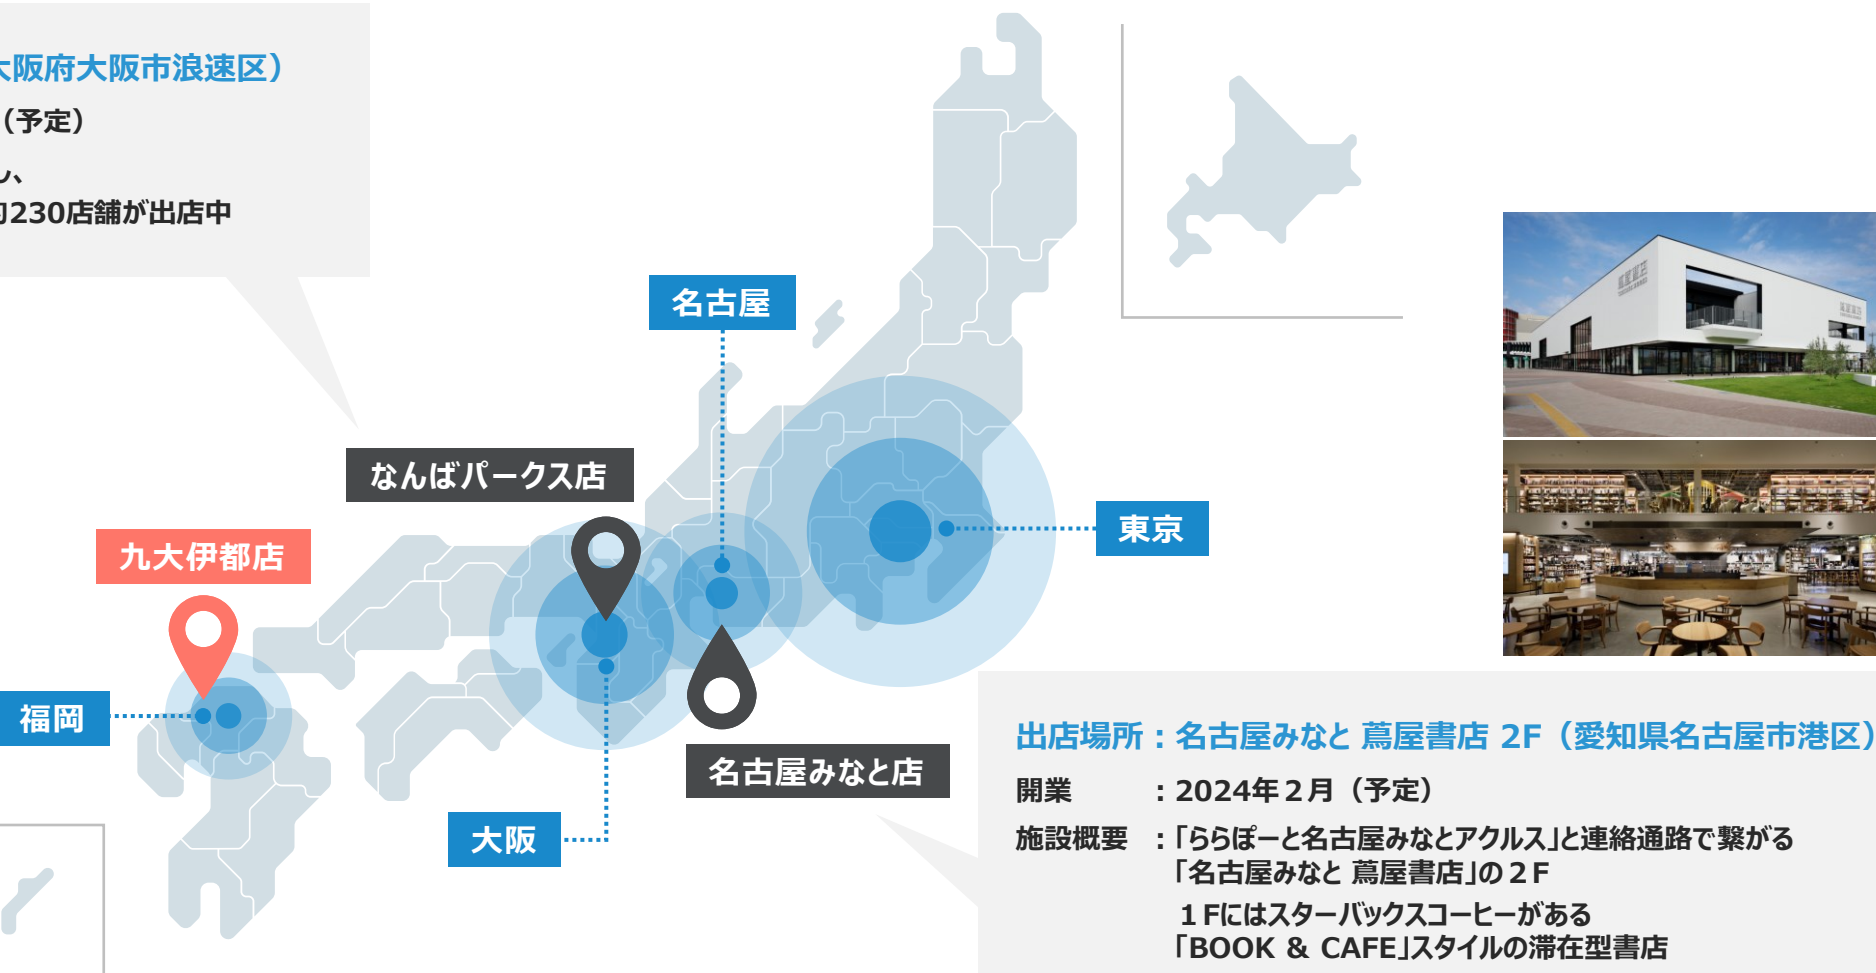 大阪府大阪市浪速区）
（予定）
し、
約230店舗が出店中
名古屋
なんばパークス店
九大伊都店
東京
福岡
名古屋みなと店
大阪
出店場所：名古屋みなと 蔦屋書店 2F（愛知県名古屋市港区）
開業　　：2024年２月（予定）
施設概要　：「ららぽーと名古屋みなとアクルス」と連絡通路で繋がる
「名古屋みなと 蔦屋書店」の２F
１Fにはスターバックスコーヒーがある
「BOOK & CAFE」スタイルの滞在型書店